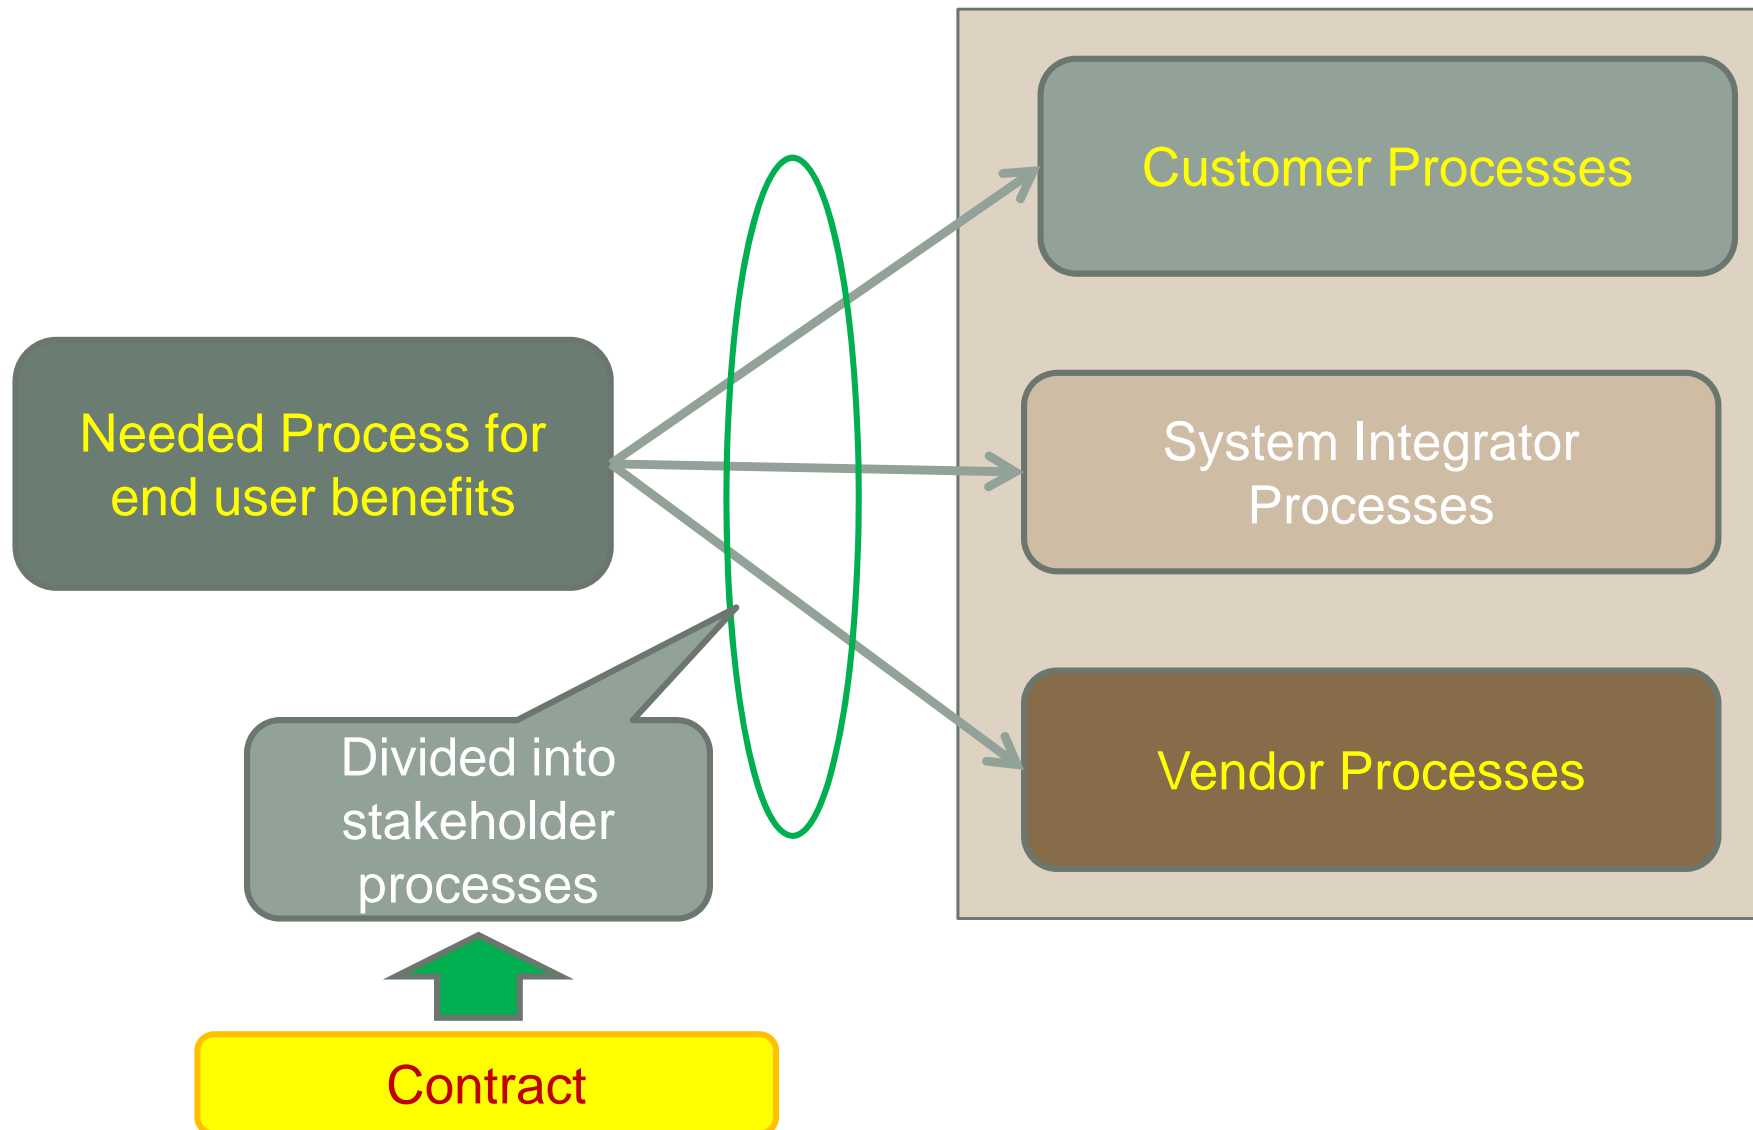 Customer Processes
Needed Process for
end user benefits
System Integrator
Processes
Vendor Processes
Divided into
stakeholder
processes
Contract